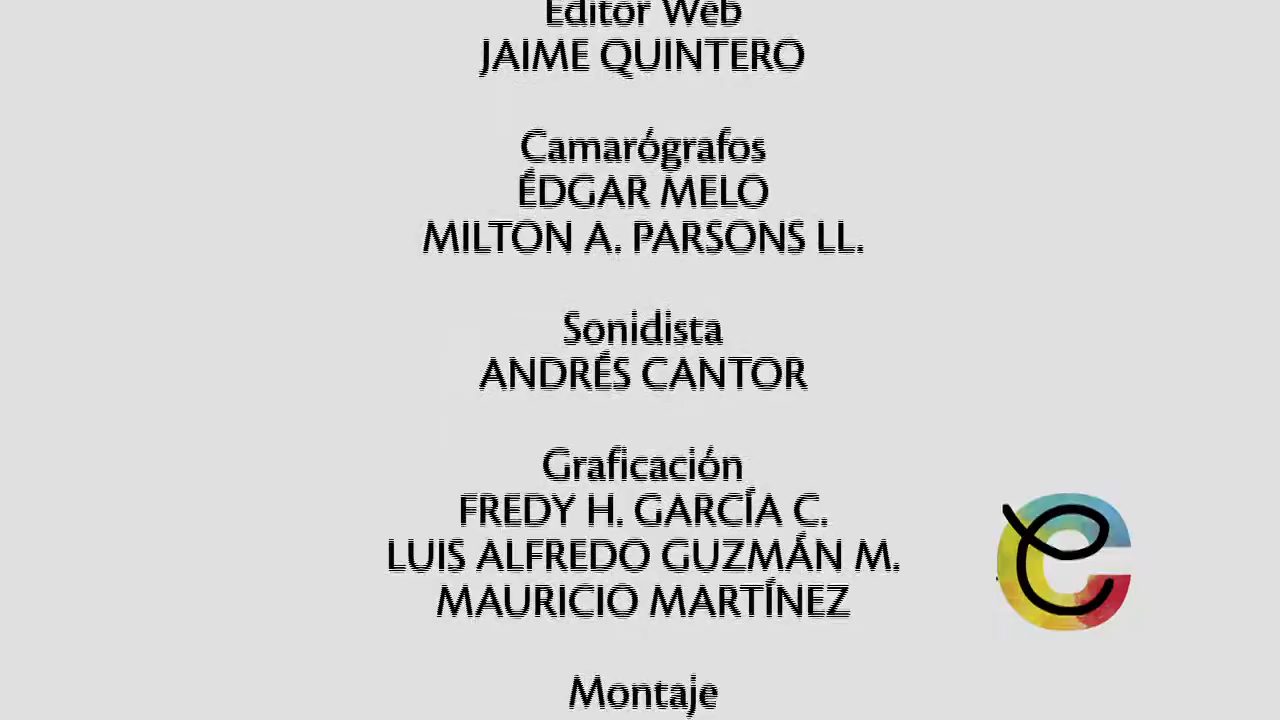 Editor Web
JAIME QUINTERO
Camarógrafos
ÉDGAR MELO
MILTON A. PARSONS LL.
Sonidista
ANDRÉS CANTOR
Graficación
FREDY H. GARCÍA C.
LUIS ALFREDO GUZMÁN M.
MAURICIO MARTÍNEZ
Montaje